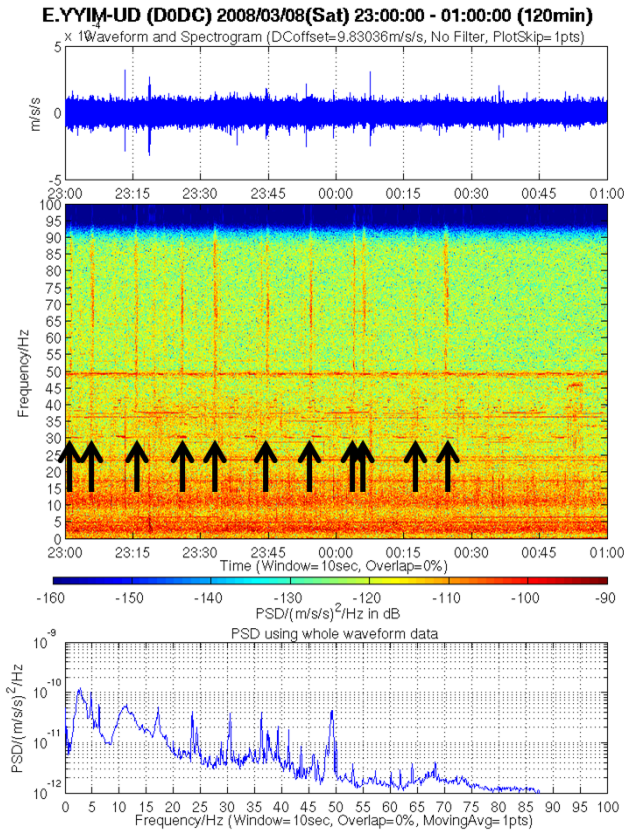 E.YYIM-UD (D0DC) 2008/03/08(Sat) 23:00:00 - 01:00:00 (120min)
x 10-4 Waveform and Spectrogram (DCoffset=9.83036m/s/s, No Filter, PlotSkip=1pts)
5
m/s/s
0
-5
23:00 23:15 23:30 23:45 00:00 00:15 00:30 00:45 01:00
100
95
90
85
80
75
70
65
60
55
Frequency/Hz
50
45
40
35
30
25
20
15
10
5
0
23:00 23:15 23:30 23:45 00:00 00:15 00:30 00:45 01:00
Time (Window=10sec, Overlap=0%)
-160 -150 -140 -130 -120 -110 -100 -90
PSD/(m/s/s)2/Hz in dB
PSD using whole waveform data
10-9
10-10
PSD/(m/s/s)2/Hz
10-11
10-12
0 5 10 15 20 25 30 35 40 45 50 55 60 65 70 75 80 85 90 95 100
Frequency/Hz (Window=10sec, Overlap=0%, MovingAvg=1pts)